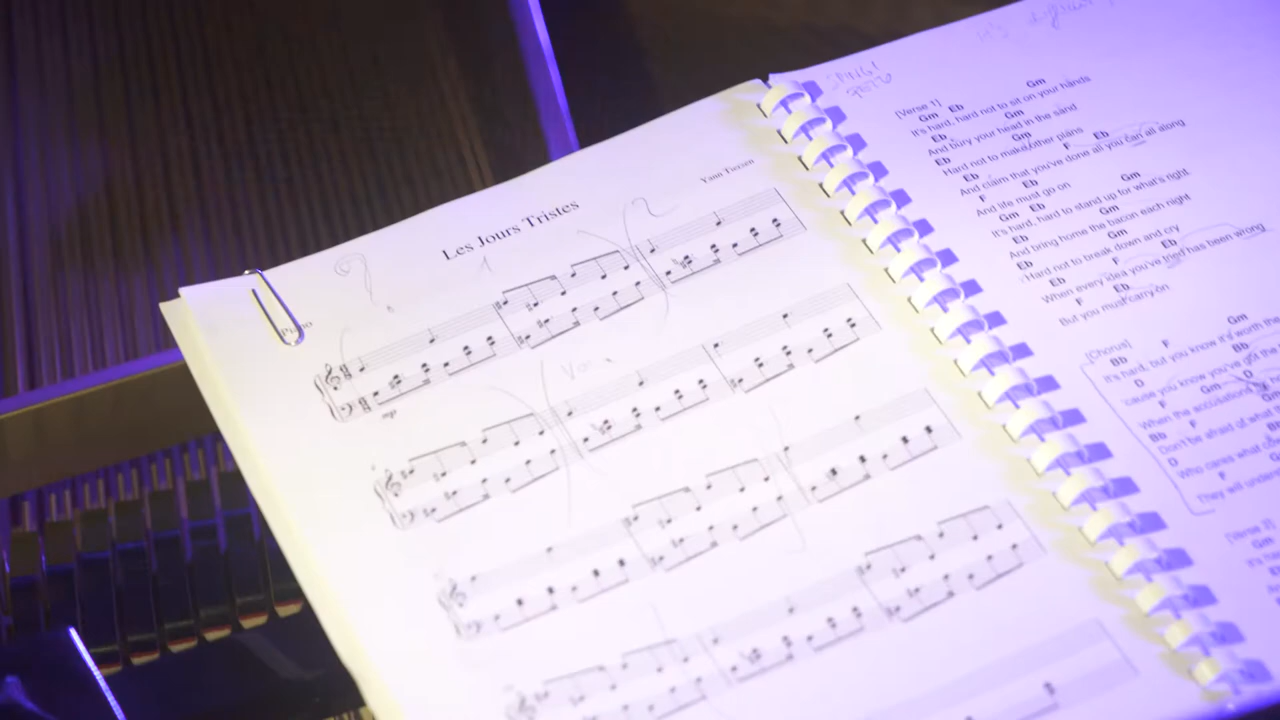 Yann Tiersen
Les Jours Tristes
Piano
mp
[Verse 1]
Gm Eb Gm
It's hard, hard not to sit on your hands
Eb Gm
And bury your head in the sand
Eb Gm
Hard not to make other plans
Eb F Eb
And claim that you've done all you can all along
F Eb
And life must go on
Gm Eb Gm
It's hard, hard to stand up for what's right
Eb Gm
And bring home the bacon each night
Eb Gm
Hard not to break down and cry
Eb F Eb
When every idea you've tried has been wrong
F Eb
But you must carry on
[Chorus]
Bb F Gm
It's hard, but you know it's worth the
D Bb
'cause you know you've got the
F Gm D
When the accusations
Bb F
Don't be afraid of what
D
Who cares what
F
They will
[Verse 2]
Gm